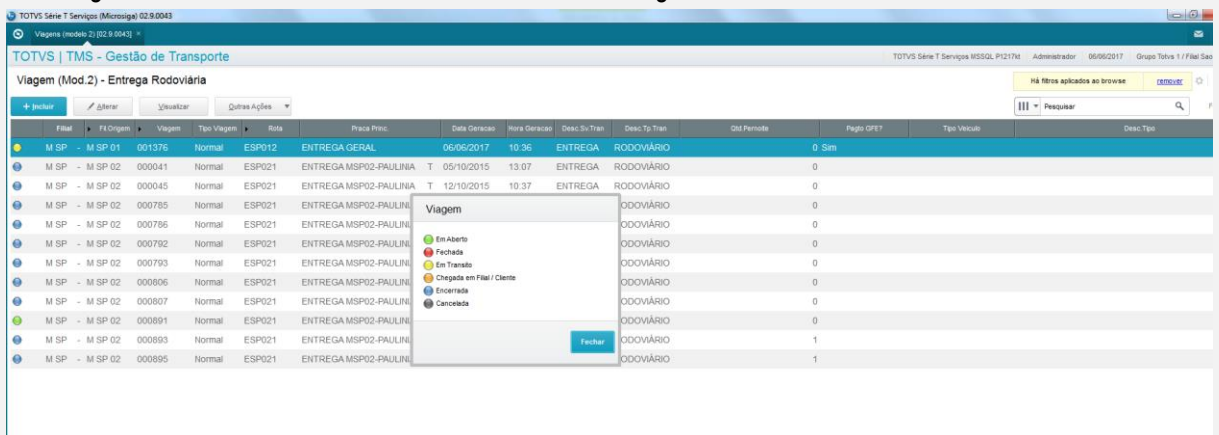 TOTVS Série T Serviços (Microsiga) 02.9.0043
Viagens (modelo 2) [02.9.0043]
TOTVS | TMS - Gestão de Transporte TOTVS Série T Serviços MSSQL P1217ld Administrador 06/06/2017 Grupo Totvs 1 / Filial Sao
Viagem (Mod.2) - Entrega Rodoviária Há filtros aplicados ao browse remover
+ Incluir Alterar Visualizar Outras Ações Pesquisar
Filial Fil.Origem Viagem Tipo Viagem Rota Praca Princ. Data Geracao Hora Geracao Desc.Sv.Tran Desc.Tp.Tran Qtd.Pernoite Pagto GFE? Tipo Veiculo Desc.Tipo
M SP - M SP 01 001376 Normal ESP012 ENTREGA GERAL 06/06/2017 10:36 ENTREGA RODOVIÁRIO 0 Sim
M SP - M SP 02 000041 Normal ESP021 ENTREGA MSP02-PAULINIA T 05/10/2015 13:07 ENTREGA RODOVIÁRIO 0
M SP - M SP 02 000045 Normal ESP021 ENTREGA MSP02-PAULINIA T 12/10/2015 10:37 ENTREGA RODOVIÁRIO 0
M SP - M SP 02 000785 Normal ESP021 ENTREGA MSP02-PAULINI ODOVIÁRIO 0
M SP - M SP 02 000786 Normal ESP021 ENTREGA MSP02-PAULINI ODOVIÁRIO 0
M SP - M SP 02 000792 Normal ESP021 ENTREGA MSP02-PAULINI ODOVIÁRIO 0
M SP - M SP 02 000793 Normal ESP021 ENTREGA MSP02-PAULINI ODOVIÁRIO 0
M SP - M SP 02 000806 Normal ESP021 ENTREGA MSP02-PAULINI ODOVIÁRIO 0
M SP - M SP 02 000807 Normal ESP021 ENTREGA MSP02-PAULINI ODOVIÁRIO 0
M SP - M SP 02 000891 Normal ESP021 ENTREGA MSP02-PAULINI ODOVIÁRIO 0
M SP - M SP 02 000893 Normal ESP021 ENTREGA MSP02-PAULINI ODOVIÁRIO 1
M SP - M SP 02 000895 Normal ESP021 ENTREGA MSP02-PAULINI ODOVIÁRIO 1
Viagem
Em Aberto
Fechada
Em Transito
Chegada em Filial / Cliente
Encerrada
Cancelada
Fechar